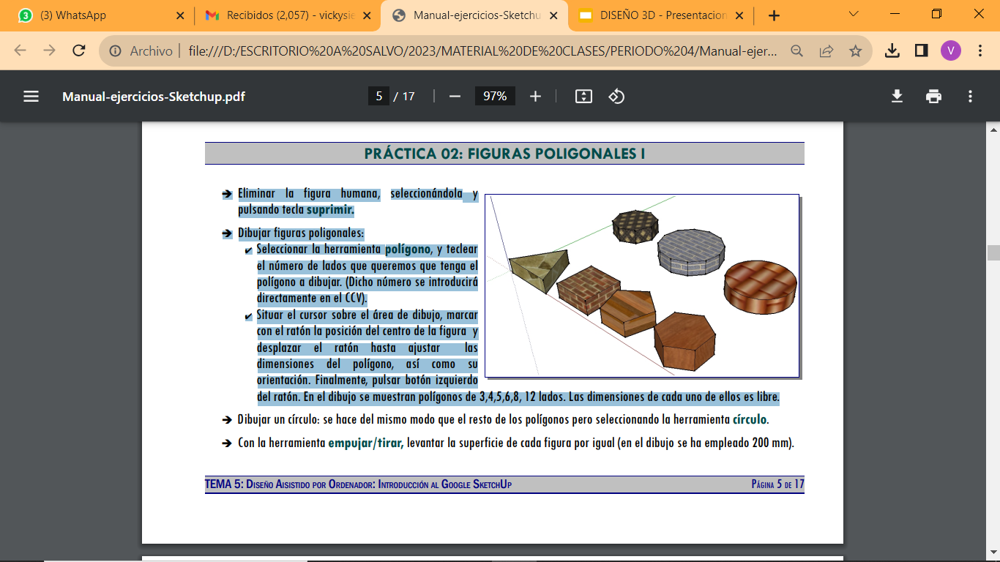 (3) WhatsApp
Recibidos (2,057) - vickysie
Manual-ejercicios-Sketchu
DISEÑO 3D - Presentacion
Archivo
file:///D:/ESCRITORIO%20A%20SALVO/2023/MATERIAL%20DE%20CLASES/PERIODO%204/Manual-ejer...
V
Manual-ejercicios-Sketchup.pdf
5 / 17
97%
PRÁCTICA 02: FIGURAS POLIGONALES I
➔ Eliminar la figura humana, seleccionándola y
pulsando tecla suprimir.
➔ Dibujar figuras poligonales:
✔ Seleccionar la herramienta polígono, y teclear
el número de lados que queremos que tenga el
polígono a dibujar. (Dicho número se introducirá
directamente en el CCV).
✔ Situar el cursor sobre el área de dibujo, marcar
con el ratón la posición del centro de la figura y
desplazar el ratón hasta ajustar las
dimensiones del polígono, así como su
orientación. Finalmente, pulsar botón izquierdo
del ratón. En el dibujo se muestran polígonos de 3,4,5,6,8, 12 lados. Las dimensiones de cada uno de ellos es libre.
➔ Dibujar un círculo: se hace del mismo modo que el resto de los polígonos pero seleccionando la herramienta círculo.
➔ Con la herramienta empujar/tirar, levantar la superficie de cada figura por igual (en el dibujo se ha empleado 200 mm).
TEMA 5: DISEÑO AISISTIDO POR ORDENADOR: INTRODUCCIÓN AL GOOGLE SKETCHUP
PÁGINA 5 DE 17